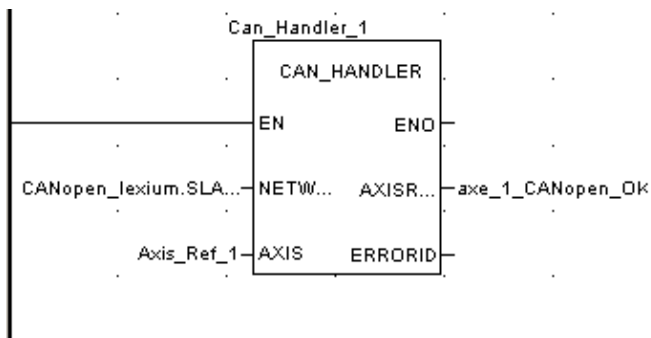 Can_Handler_1
CAN_HANDLER
EN ENO
CANopen_lexium.SLA... NETW... AXISR... axe_1_CANopen_OK
Axis_Ref_1 AXIS ERRORID